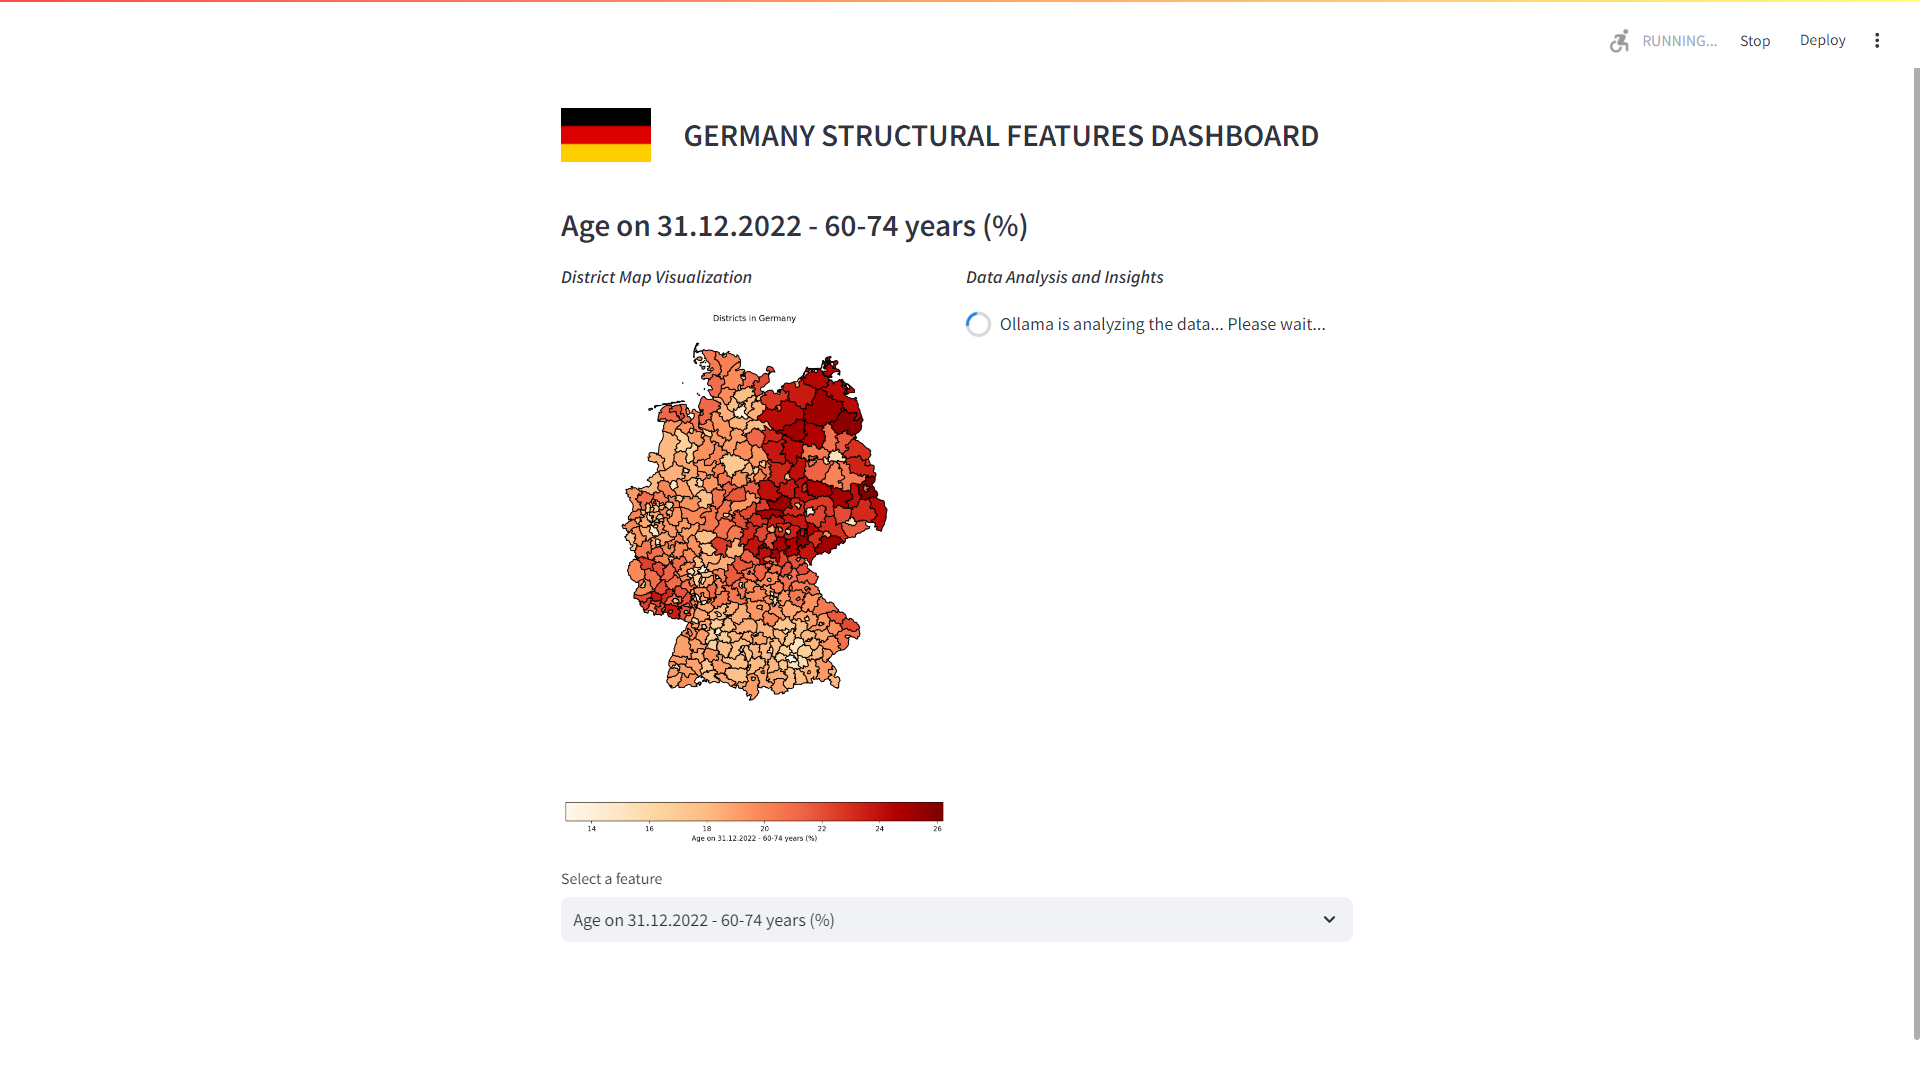 RUNNING...
Stop
Deploy
GERMANY STRUCTURAL FEATURES DASHBOARD
Age on 31.12.2022 - 60-74 years (%)
District Map Visualization
Data Analysis and Insights
Districts in Germany
Ollama is analyzing the data... Please wait...
14 16 18 20 22 24 26
Age on 31.12.2022 - 60-74 years (%)
Select a feature
Age on 31.12.2022 - 60-74 years (%)